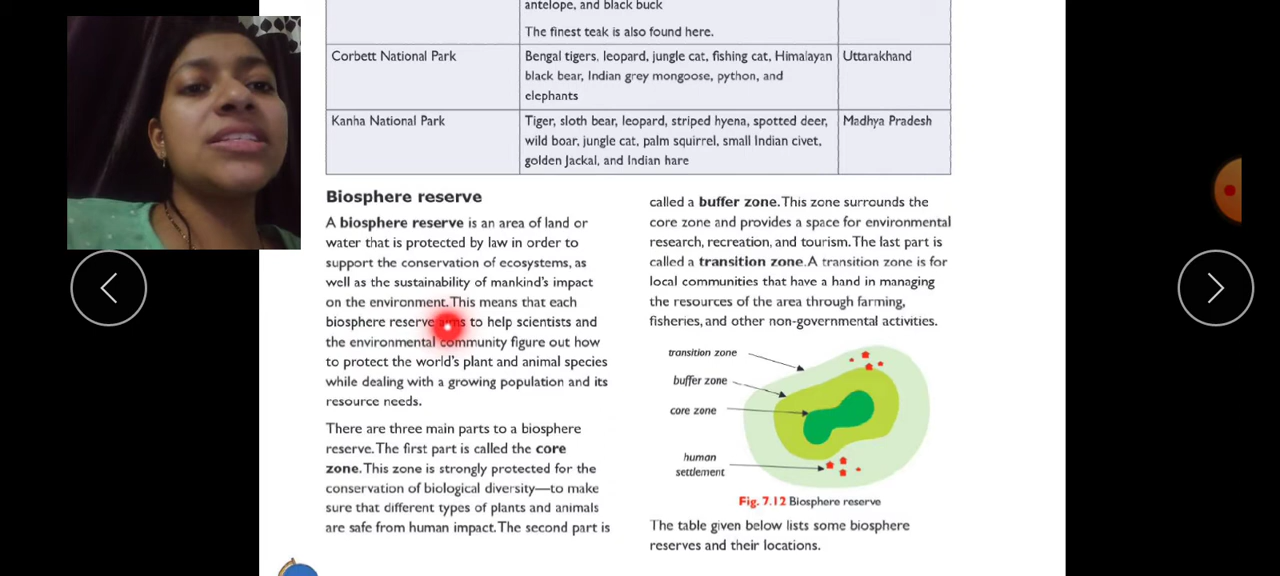 antelope, and black buck
The finest teak is also found here.
Corbett National Park
Bengal tigers, leopard, jungle cat, fishing cat, Himalayan
black bear, Indian grey mongoose, python, and
elephants
Uttarakhand
Kanha National Park
Tiger, sloth bear, leopard, striped hyena, spotted deer,
wild boar, jungle cat, palm squirrel, small Indian civet,
golden Jackal, and Indian hare
Madhya Pradesh
Biosphere reserve
A biosphere reserve is an area of land or
water that is protected by law in order to
support the conservation of ecosystems, as
well as the sustainability of mankind's impact
on the environment. This means that each
biosphere reserve aims to help scientists and
the environmental community figure out how
to protect the world's plant and animal species
while dealing with a growing population and its
resource needs.
There are three main parts to a biosphere
reserve. The first part is called the core
zone. This zone is strongly protected for the
conservation of biological diversity—to make
sure that different types of plants and animals
are safe from human impact. The second part is
called a buffer zone. This zone surrounds the
core zone and provides a space for environmental
research, recreation, and tourism. The last part is
called a transition zone. A transition zone is for
local communities that have a hand in managing
the resources of the area through farming,
fisheries, and other non-governmental activities.
transition zone
buffer zone
core zone
human
settlement
Fig. 7.12 Biosphere reserve
The table given below lists some biosphere
reserves and their locations.